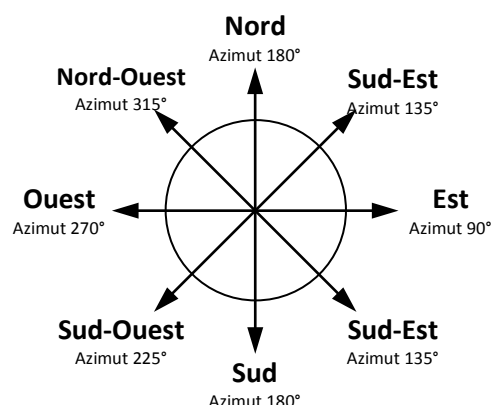 Nord
Azimut 180°
Nord-Ouest
Azimut 315°
Sud-Est
Azimut 135°
Ouest
Azimut 270°
Est
Azimut 90°
Sud-Ouest
Azimut 225°
Sud-Est
Azimut 135°
Sud
Azimut 180°